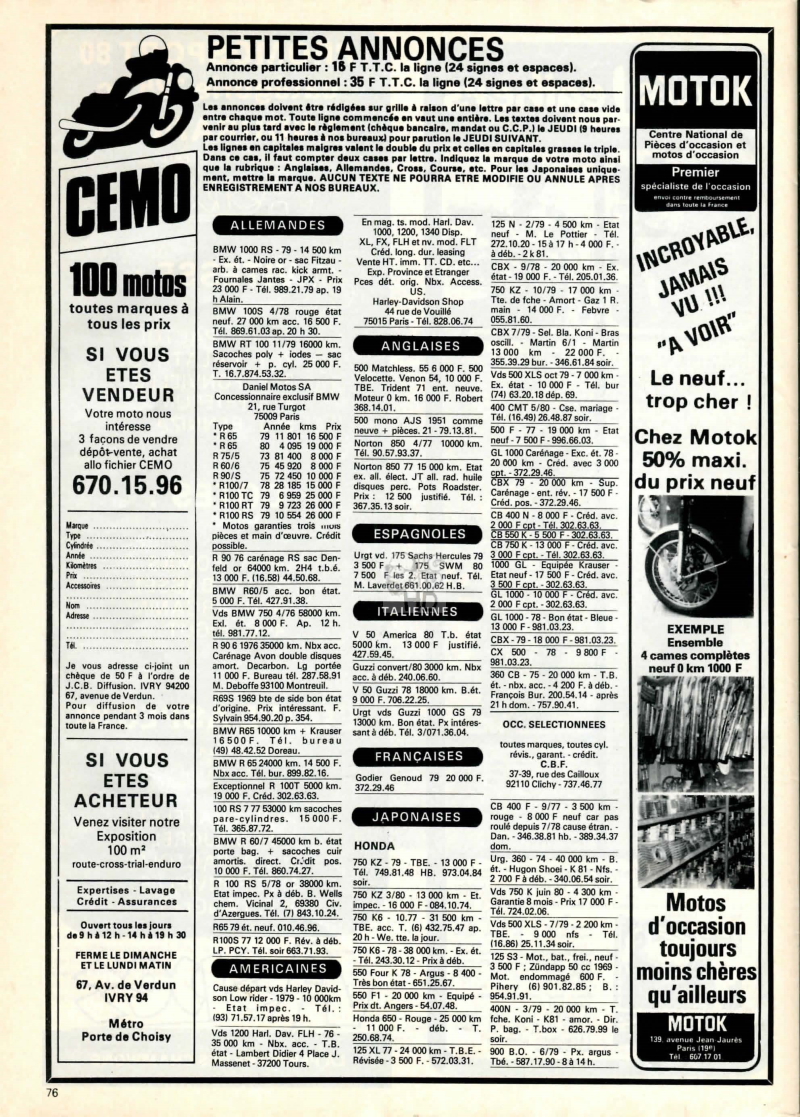 PETITES ANNONCES
Annonce particulier : 16 F T.T.C. la ligne (24 signes et espaces).
Annonce professionnel : 35 F T.T.C. la ligne (24 signes et espaces).
Les annonces doivent être rédigées sur grille à raison d'une lettre par case et une case vide
entre chaque mot. Toute ligne commencée en vaut une entière. Les textes doivent nous par-
venir au plus tard avec le règlement (chèque bancaire, mandat ou C.C.P.) le JEUDI (9 heures
par courrier, ou 11 heures à nos bureaux) pour parution le JEUDI SUIVANT.
Les lignes en capitales maigres valent le double du prix et celles en capitales grasses le triple.
Dans ce cas, il faut compter deux cases par lettre. Indiquez la marque de votre moto ainsi
que la rubrique : Anglaises, Allemandes, Cross, Course, etc. Pour les Japonaises unique-
ment, mettre la marque. AUCUN TEXTE NE POURRA ETRE MODIFIE OU ANNULE APRES
ENREGISTREMENT A NOS BUREAUX.
CEMO
100 motos
toutes marques à
tous les prix
SI VOUS
ETES
VENDEUR
Votre moto nous
intéresse
3 façons de vendre
dépôt-vente, achat
allo fichier CEMO
670.15.96
Marque
Type
Cylindrée
Année
Kilomètres
Prix
Accessoires
Nom
Adresse
Tél.
Je vous adresse ci-joint un
chèque de 50 F à l'ordre de
J.C.B. Diffusion. IVRY 94200
67, avenue de Verdun.
Pour diffusion de votre
annonce pendant 3 mois dans
toute la France.
SI VOUS
ETES
ACHETEUR
Venez visiter notre
Exposition
100 m²
route-cross-trial-enduro
Expertises - Lavage
Crédit - Assurances
Ouvert tous les jours
de 9 h à 12 h - 14 h à 19 h 30
FERME LE DIMANCHE
ET LE LUNDI MATIN
67, Av. de Verdun
IVRY 94
Métro
Porte de Choisy
ALLEMANDES
BMW 1000 RS - 79 - 14 500 km
- Ex. ét. - Noire or - sac Fitzau -
arb. à cames rac. kick armt. -
Fournales Jantes - JPX - Prix
23 000 F - Tél. 989.21.79 ap. 19
h Alain.
BMW 100S 4/78 rouge état
neuf. 27 000 km acc. 16 500 F.
Tél. 869.61.03 ap. 20 h 30.
BMW RT 100 11/79 16000 km.
Sacoches poly + iodes — sac
réservoir + p. cyl. 25 000 F.
T. 16.7.874.53.32.
Daniel Motos SA
Concessionnaire exclusif BMW
21, rue Turgot
75009 Paris
Type Année kms Prix
* R 65 79 11 801 16 500 F
* R 65 80 4 095 19 000 F
R 75/5 73 81 400 8 000 F
R 60/6 75 45 920 8 000 F
R 90/S 75 72 450 10 000 F
* R100/7 78 28 185 15 000 F
* R100 TC 79 6 959 25 000 F
* R100 RT 79 9 723 26 000 F
* R100 RS 79 10 554 26 000 F
* Motos garanties trois mois
pièces et main d'œuvre. Crédit
possible.
R 90 76 carénage RS sac Den-
feld or 64000 km. 2H4 t.b.é.
13 000 F. (16.58) 44.50.68.
BMW R60/5 acc. bon état.
5 000 F. Tél. 427.91.38.
Vds BMW 750 4/76 58000 km.
Exl. ét. 8 000 F. Ap. 12 h.
tél. 981.77.12.
R 90 6 1976 35000 km. Nbx acc.
Carénage Avon double disques
amort. Decarbon. Lg portée
11 000 F. Bureau tél. 287.58.91
M. Deboffe 93100 Montreuil.
R69S 1969 bte de side bon état
d'origine. Prix intéressant. F.
Sylvain 954.90.20 p. 354.
BMW R65 10000 km + Krauser
16 500 F. Tél. bureau
(49) 48.42.52 Doreau.
BMW R 65 24000 km. 14 500 F.
Nbx acc. Tél. bur. 899.82.16.
Exceptionnel R 100T 5000 km.
19 000 F. Créd. 302.63.63.
100 RS 7 77 53000 km sacoches
pare-cylindres. 15 000 F.
Tél. 365.87.72.
BMW R 60/7 45000 km b. état
porte bag. + sacoches cuir
amortis. direct. Crédit pos.
10 000 F. Tél. 860.74.27.
R 100 RS 5/78 or 38000 km.
Etat impec. Px à déb. B. Wells
chem. Vicinal 2, 69380 Civ.
d'Azergues. Tél. (7) 843.10.24.
R65 79 ét. neuf. 010.46.96.
R100S 77 12 000 F. Rév. à déb.
LP. PCY. Tél. soir 663.71.93.
AMERICAINES
Cause départ vds Harley David-
son Low rider - 1979 - 10 000km
- Etat impec. - Tél. :
(93) 71.57.17 après 19 h.
Vds 1200 Harl. Dav. FLH - 76 -
35 000 km - Nbx. acc. - T.B.
état - Lambert Didier 4 Place J.
Massenet - 37200 Tours.
En mag. ts. mod. Harl. Dav.
1000, 1200, 1340 Disp.
XL, FX, FLH et nv. mod. FLT
Créd. long. dur. leasing
Vente HT. imm. TT. CD. etc...
Exp. Province et Etranger
Pces dét. orig. Nbx. Access.
US.
Harley-Davidson Shop
44 rue de Vouillé
75015 Paris - Tél. 828.06.74
ANGLAISES
500 Matchless. 55 6 000 F. 500
Velocette. Venon 54, 10 000 F.
TBE. Trident 71 ent. neuve.
Moteur 0 km. 16 000 F. Robert
368.14.01.
500 mono AJS 1951 comme
neuve + pièces. 21 - 79.13.81.
Norton 850 4/77 10000 km.
Tél. 90.57.93.37.
Norton 850 77 15 000 km. Etat
ex. all. élect. JT all. rad. huile
disques perc. Pots Roadster.
Prix : 12 500 justifié. Tél. :
367.35.13 soir.
ESPAGNOLES
Urgt vd. 175 Sachs Hercules 79
3 500 F. + 175 SWM 80
7 500 F les 2. Etat neuf. Tél.
M. Laverdet 661.00.62 H.B.
ITALIENNES
V 50 America 80 T.b. état
5000 km. 13 000 F justifié.
427.59.45.
Guzzi convert/80 3000 km. Nbx
acc. à déb. 240.06.60.
V 50 Guzzi 78 18000 km. B.ét.
9 000 F. 706.22.25.
Urgt vds Guzzi 1000 GS 79
13000 km. Bon état. Px intéres-
sant à déb. Tél. 3/071.36.04.
FRANÇAISES
Godier Genoud 79 20 000 F.
372.29.46
JAPONAISES
HONDA
750 KZ - 79 - TBE. - 13 000 F -
Tél. 749.81.48 HB. 973.04.84
soir.
750 KZ 3/80 - 13 000 km - Et.
impec. - 16 000 F - 084.10.74.
750 K6 - 10.77 - 31 500 km -
TBE. acc. T. (6) 432.75.47 ap.
20 h - We. tte. la jour.
750 K6 - 78 - 38 000 km. - Ex. ét.
- Tél. 243.30.12 - Prix à déb.
550 Four K 78 - Argus - 8 400 -
Très bon état - 651.25.67.
550 F1 - 20 000 km - Equipé -
Prix dt. Angers - 54.07.48.
Honda 650 - Rouge - 25 000 km
- 11 000 F. - déb. - T.
250.68.74.
125 XL 77 - 24 000 km - T.B.E. -
Révisée - 3 500 F. - 572.03.31.
125 N - 2/79 - 4 500 km - Etat
neuf - M. Le Pottier - Tél.
272.10.20 - 15 à 17 h - 4 000 F. -
à déb. - 2 k 81.
CBX - 9/78 - 20 000 km - Ex.
état - 19 000 F. - Tél. 205.01.36.
750 KZ - 10/79 - 17 000 km -
Tte. de fche - Amort - Gaz 1 R.
main - 14 000 F. - Febvre -
055.81.60.
CBX 7/79 - Sel. Bla. Koni - Bras
oscill. - Martin 6/1 - Martin
13 000 km - 22 000 F. -
355.39.29 bur. - 346.61.84 soir.
Vds 500 XLS oct 79 - 7 000 km -
Ex. état - 10 000 F - Tél. bur
(74) 63.20.18 dép. 69.
400 CMT 5/80 - Cse. mariage -
Tél. (16.49) 26.48.87 soir.
500 F - 77 - 19 000 km - Etat
neuf - 7 500 F - 996.66.03.
GL 1000 Carénage - Exc. ét. 78 -
20 000 km - Créd. avec 3 000
cpt. - 372.29.46.
CBX 79 - 20 000 km - Sup.
Carénage - ent. rév. - 17 500 F -
Créd. pos. - 372.29.46.
CB 400 N - 8 000 F - Créd. avc.
2 000 F cpt - Tél. 302.63.63.
CB 550 K - 5 500 F - 302.63.63.
CB 750 K - 13 000 F - Créd. avc.
3 000 F cpt. - Tél. 302.63.63.
1000 GL - Equipée Krauser -
Etat neuf - 17 500 F - Créd. avc.
3 500 F cpt. - 302.63.63.
GL 1000 - 10 000 F - Créd. avc.
2 000 F cpt. - 302.63.63.
GL 1000 - 78 - Bon état - Bleue -
13 000 F - 981.03.23.
CBX - 79 - 18 000 F - 981.03.23.
CX 500 - 78 - 9 800 F -
981.03.23.
360 CB - 75 - 20 000 km - T.B.
ét. - nbx. acc. - 4 200 F. à déb. -
François Bur. 200.54.14 - après
21 h dom. - 757.90.41.
OCC. SELECTIONNEES
toutes marques, toutes cyl.
révis., garant. - crédit.
C.B.F.
37-39, rue des Cailloux
92110 Clichy - 737.46.77
CB 400 F - 9/77 - 3 500 km -
rouge - 8 000 F neuf car pas
roulé depuis 7/78 cause étran. -
Dan. - 346.38.81 hb. - 389.34.37
dom.
Urg. 360 - 74 - 40 000 km - B.
ét. - Hugon Shoei - K 81 - Nfs. -
2 700 F à déb. - 340.06.54 soir.
Vds 750 K juin 80 - 4 300 km -
Garantie 8 mois - Prix 17 000 F -
Tél. 724.02.06.
Vds 500 XLS - 7/79 - 2 200 km -
TBE. - 9 000 nfs - Tél.
(16.86) 25.11.34 soir.
125 S3 - Mot., bat., frei., neuf -
3 500 F ; Zündapp 50 cc 1969 -
Mot. endommagé 600 F. -
Pihery (6) 901.82.85 ; B. :
954.91.91.
400N - 3/79 - 20 000 km - T.
fche. Koni - K81 - amor. - Dir.
P. bag. - T.box - 626.79.99 le
soir.
900 B.O. - 6/79 - Px. argus -
Tbé. - 587.17.90 - 8 à 14 h.
MOTOK
Centre National de
Pièces d'occasion et
motos d'occasion
Premier
spécialiste de l'occasion
envoi contre remboursement
dans toute la France
INCROYABLE,
JAMAIS
VU !!!
"A VOIR"
Le neuf...
trop cher !
Chez Motok
50% maxi.
du prix neuf
EXEMPLE
Ensemble
4 cames complètes
neuf 0 km 1000 F
Motos
d'occasion
toujours
moins chères
qu'ailleurs
MOTOK
139, avenue Jean-Jaurès
Paris (19e)
Tél 607 17 01
76